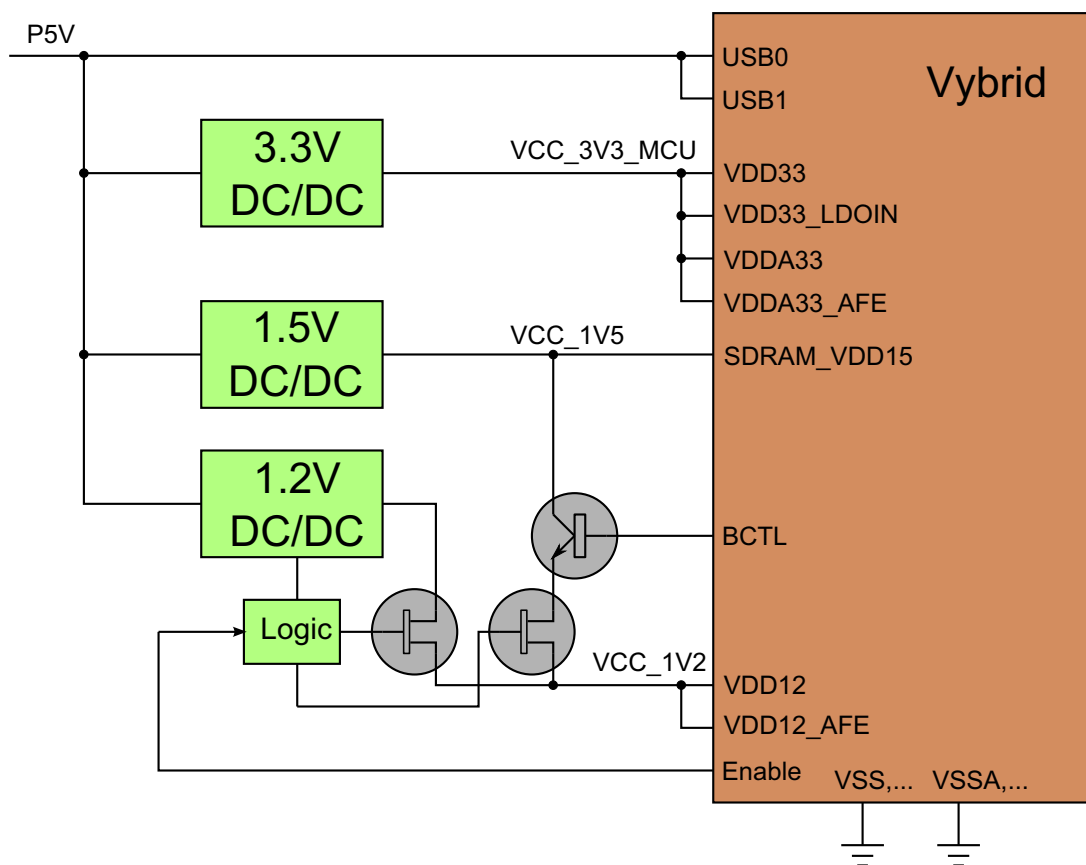 P5V
USB0
USB1
Vybrid
3.3V
DC/DC
VCC_3V3_MCU
VDD33
VDD33_LDOIN
VDDA33
VDDA33_AFE
1.5V
DC/DC
VCC_1V5
SDRAM_VDD15
1.2V
DC/DC
BCTL
Logic
VCC_1V2
VDD12
VDD12_AFE
Enable
VSS,...
VSSA,...